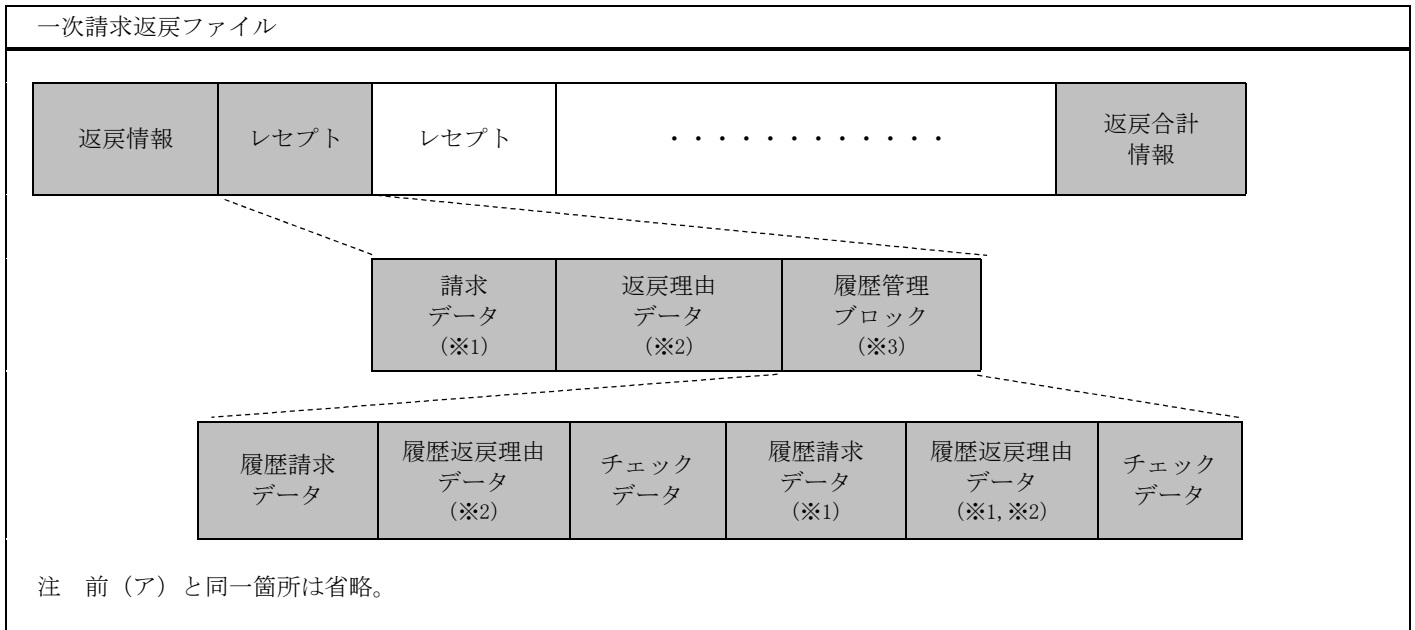 一次請求返戻ファイル
返戻情報
レセプト
レセプト
・・・・・・・・・・・・
返戻合計
情報
請求
データ
(※1)
返戻理由
データ
(※2)
履歴管理
ブロック
(※3)
履歴請求
データ
履歴返戻理由
データ
(※2)
チェック
データ
履歴請求
データ
(※1)
履歴返戻理由
データ
(※1,※2)
チェック
データ
注　前（ア）と同一箇所は省略。